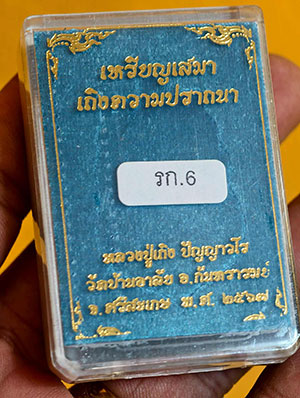 เหรียญเสมา
เถิงความปรารถนา
รก.6
หลวงปู่เถิง ปัญญาวโร
วัดบ้านอาลัย อ.กันทรารมย์
จ.ศรีสะเกษ พ.ศ. ๒๕๖๗